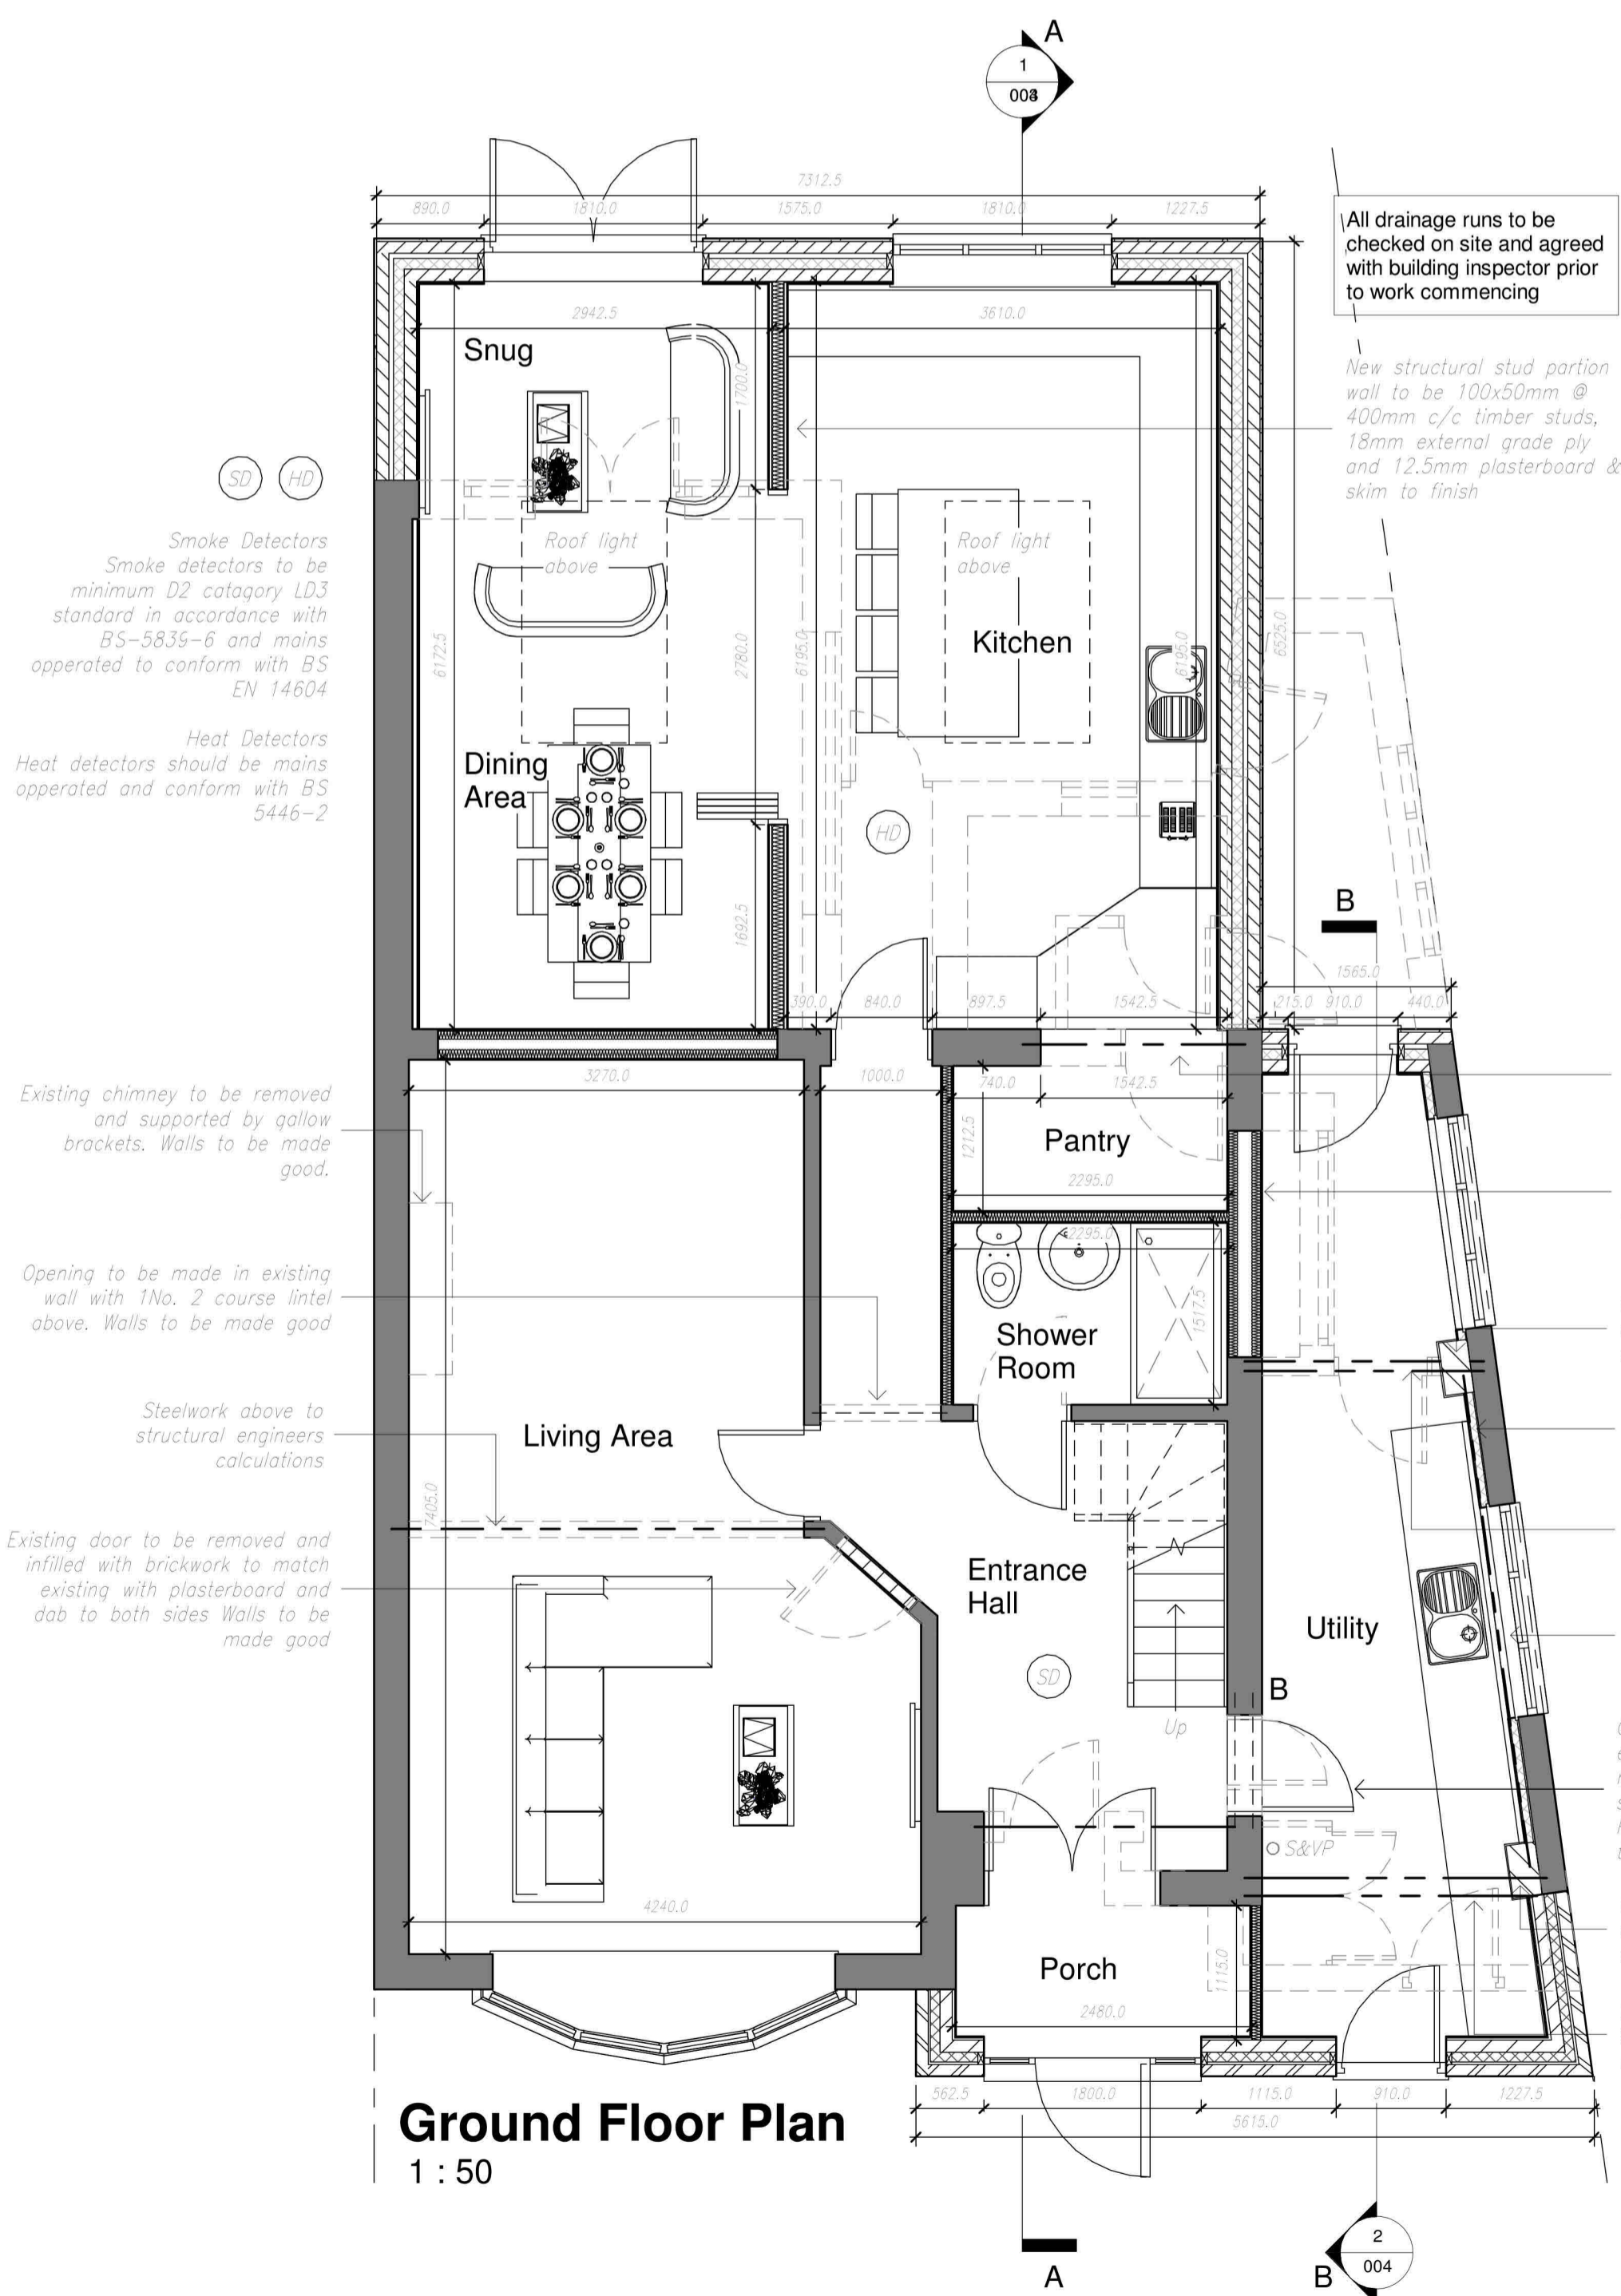 A
1
7312.5
890.0
1810.0
1575.0
1810.0
1227.5
All drainage runs to be
checked on site and agreed
with building inspector prior
to work commencing
2942.5
3610.0
Snug
1700.0
New structural stud partion
wall to be 100x50mm @
400mm c/c timber studs,
18mm external grade ply
and 12.5mm plasterboard &
skim to finish
SD
HD
Smoke Detectors
Smoke detectors to be
minimum D2 catagory LD3
standard in accordance with
BS-5839-6 and mains
opperated to conform with BS
EN 14604
Heat Detectors
Heat detectors should be mains
opperated and conform with BS
5446-2
Roof light
above
Roof light
above
Kitchen
6172.5
2780.0
6195.0
6195.0
6525.0
Dining
Area
HD
1692.5
B
1565.0
390.0
840.0
897.5
1542.5
215.0
910.0
440.0
3270.0
1000.0
740.0
1542.5
Existing chimney to be removed
and supported by gallow
brackets. Walls to be made
good.
1212.5
Pantry
2295.0
2295.0
Opening to be made in existing
wall with 1No. 2 course lintel
above. Walls to be made good
1517.5
Shower
Room
Steelwork above to
structural engineers
calculations
Living Area
7405.0
Existing door to be removed and
infilled with brickwork to match
existing with plasterboard and
dab to both sides Walls to be
made good
Entrance
Hall
Utility
SD
Up
B
S&VP
4240.0
Porch
1115.0
2480.0
562.5
1800.0
1115.0
910.0
1227.5
5615.0
Ground Floor Plan
1 : 50
A
2
004
B